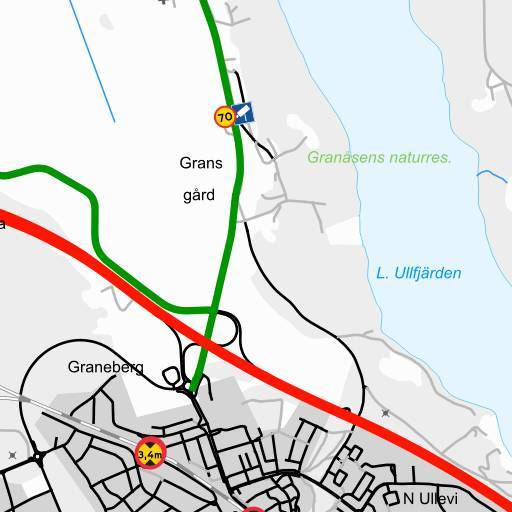 70
Grans
gård
Granåsens naturres.
a
L. Ullfjärden
Graneberg
3,4m
N Ullevi